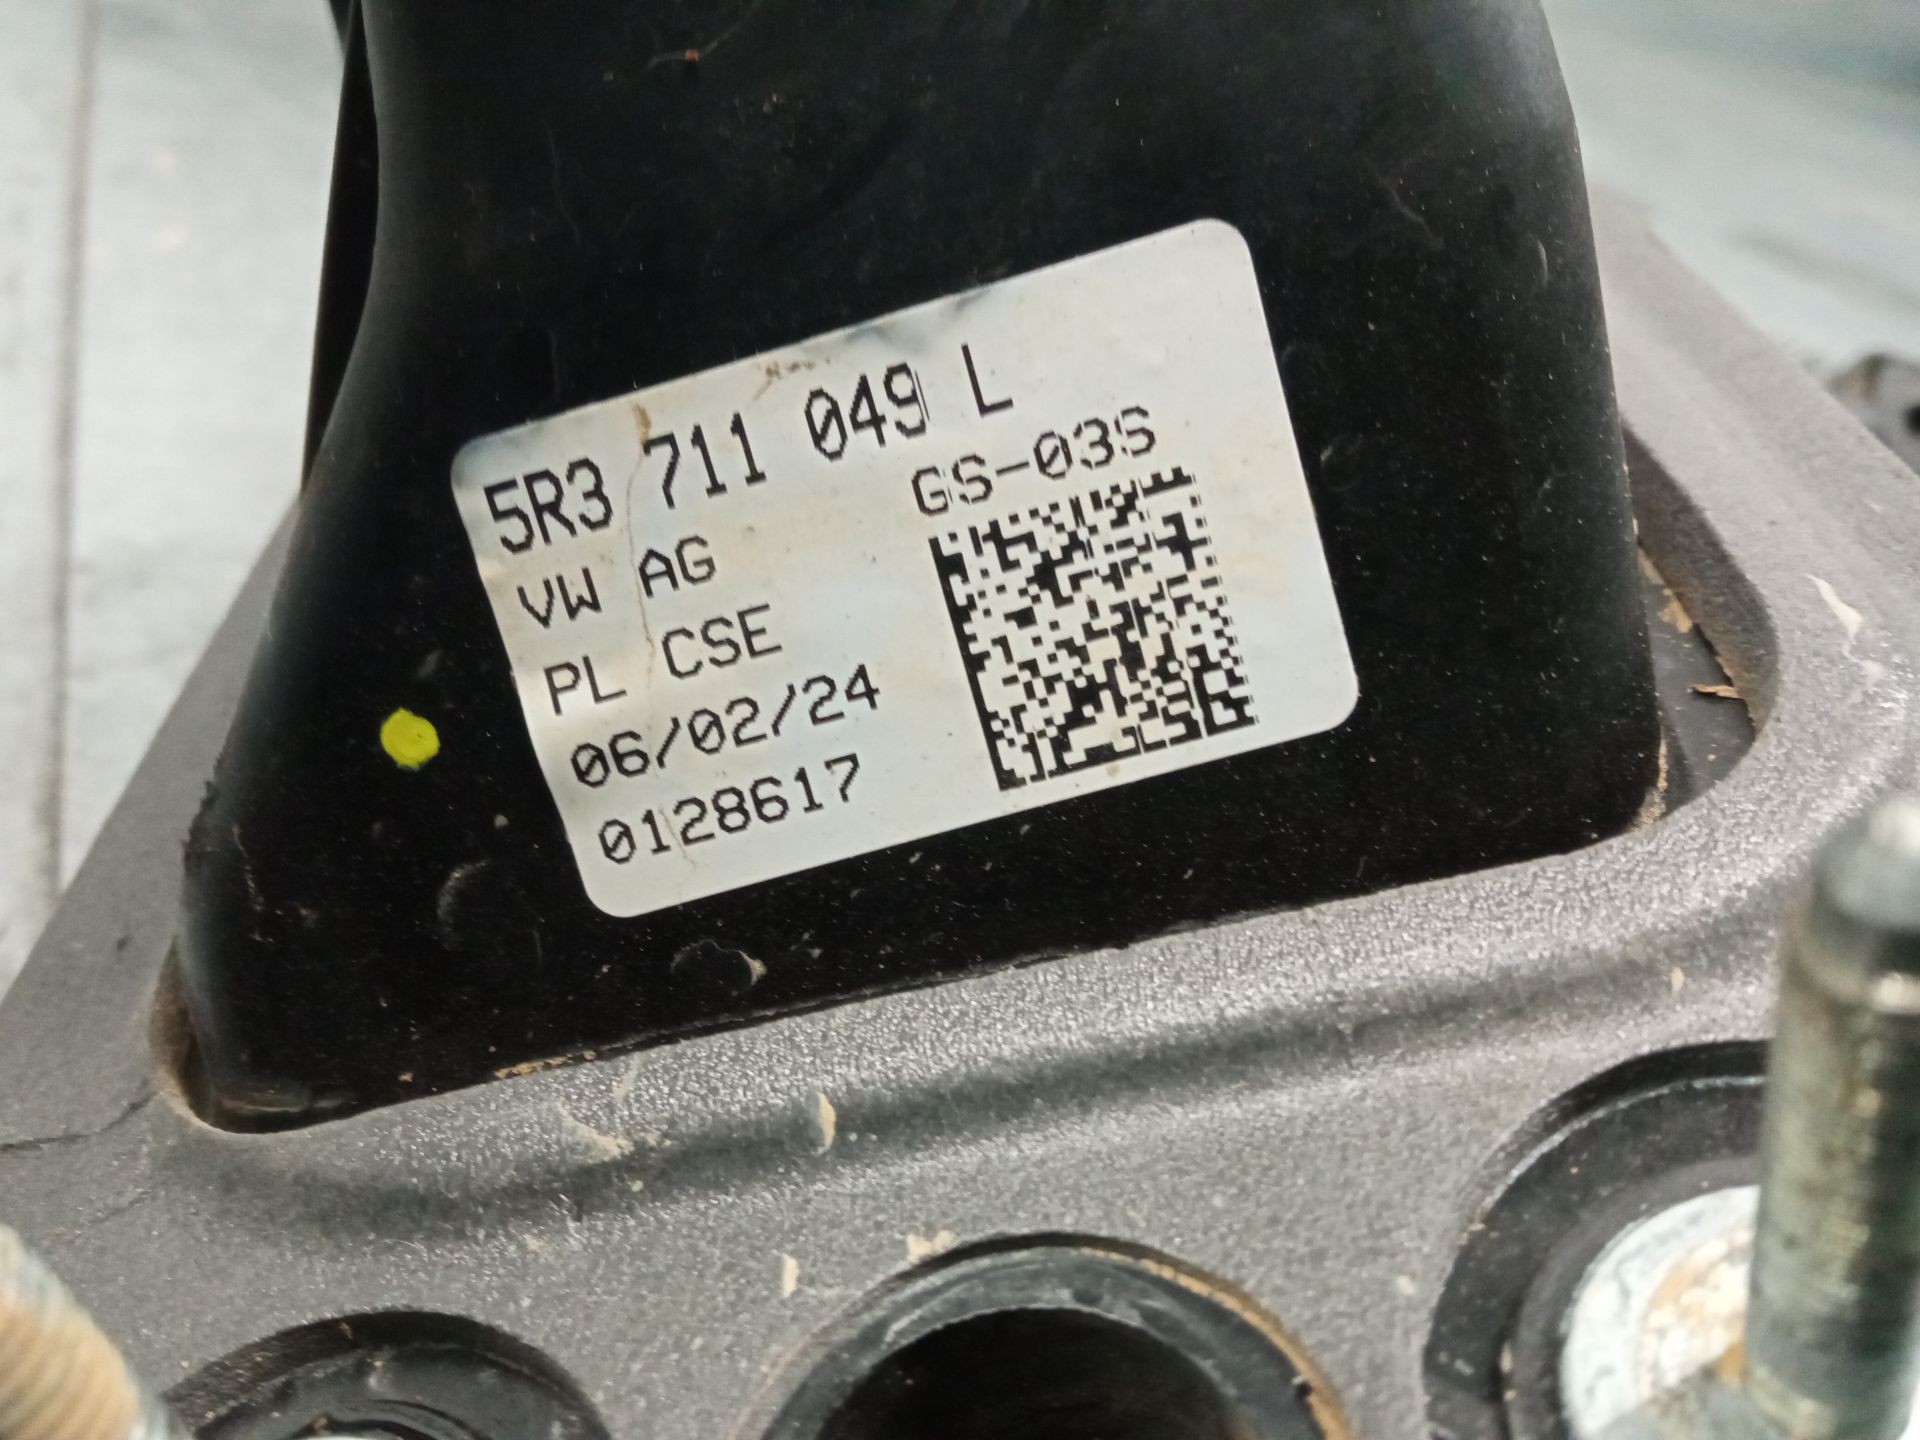 5R3 711 049 L
GS-03S
VW AG
PL CSE
06/02/24
0128617